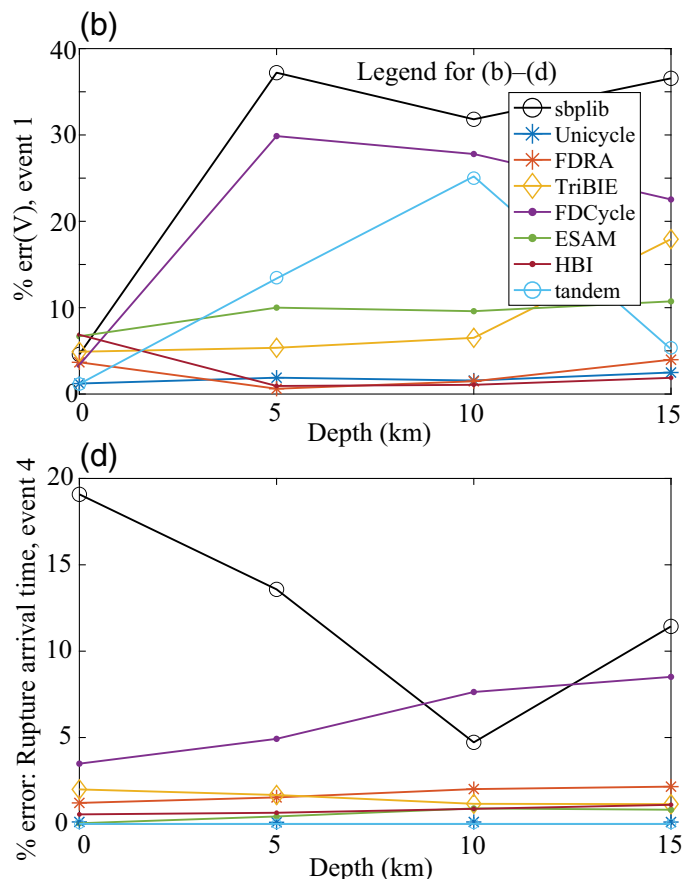 (b)
40
30
20
10
0
% err(V), event 1
Legend for (b)–(d)
sbplib
Unicycle
FDRA
TriBIE
FDCycle
ESAM
HBI
tandem
0 5 10 15
Depth (km)
(d)
20
15
10
5
0
% error: Rupture arrival time, event 4
0 5 10 15
Depth (km)